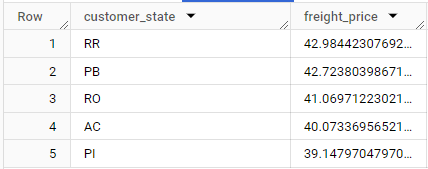 Row customer_state freight_price
1 RR 42.98442307692...
2 PB 42.72380398671...
3 RO 41.06971223021...
4 AC 40.07336956521...
5 PI 39.14797047970...